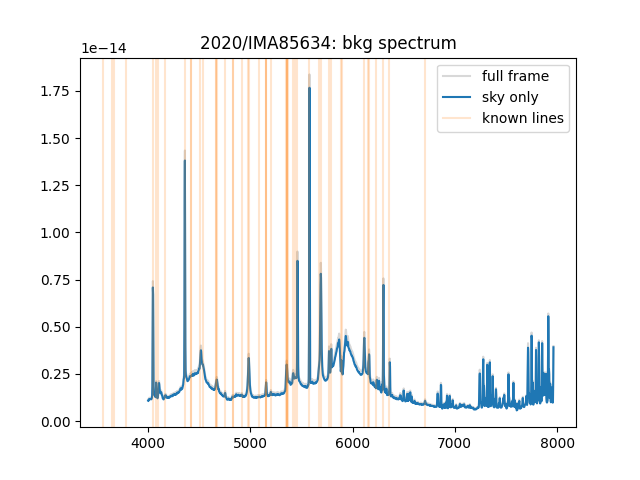 2020/IMA85634: bkg spectrum
1e−14
full frame
sky only
known lines
1.75
1.50
1.25
1.00
0.75
0.50
0.25
0.00
4000 5000 6000 7000 8000